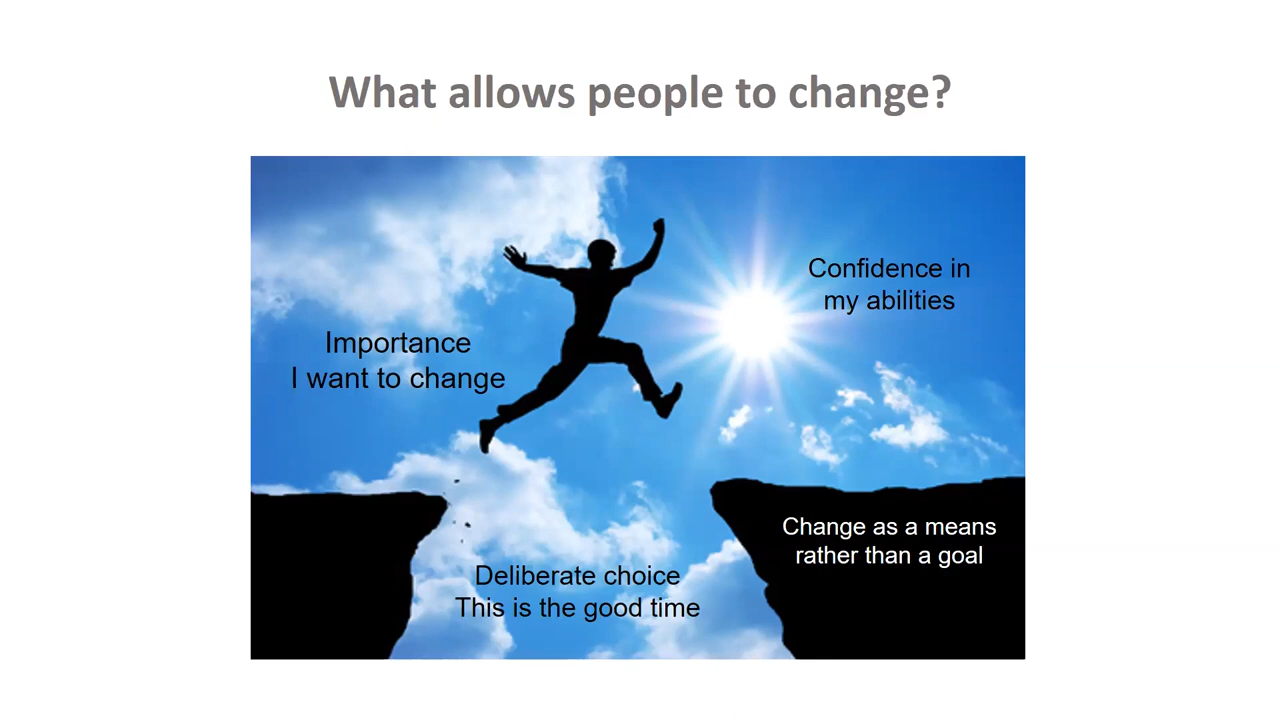 What allows people to change?
Confidence in
my abilities
Importance
I want to change
Change as a means
rather than a goal
Deliberate choice
This is the good time